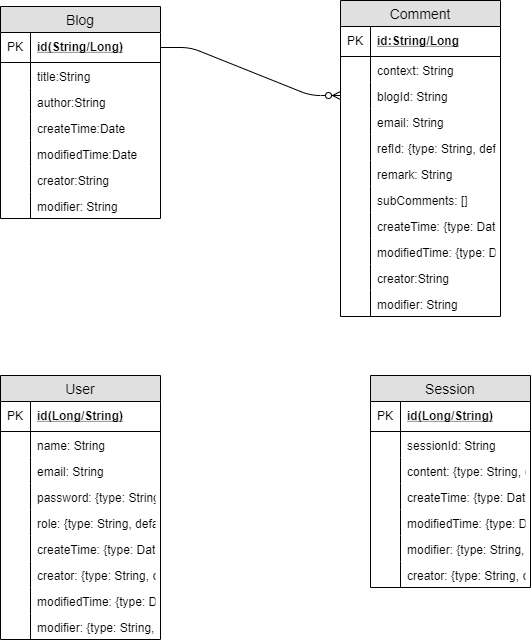 Blog
PK id(String/Long)
title:String
author:String
createTime:Date
modifiedTime:Date
creator:String
modifier: String
Comment
PK id:String/Long
context: String
blogId: String
email: String
refId: {type: String, def
remark: String
subComments: []
createTime: {type: Dat
modifiedTime: {type: D
creator:String
modifier: String
User
PK id(Long/String)
name: String
email: String
password: {type: String
role: {type: String, defa
createTime: {type: Dat
creator: {type: String, d
modifiedTime: {type: D
modifier: {type: String,
Session
PK id(Long/String)
sessionId: String
content: {type: String,
createTime: {type: Dat
modifiedTime: {type: D
modifier: {type: String,
creator: {type: String, d